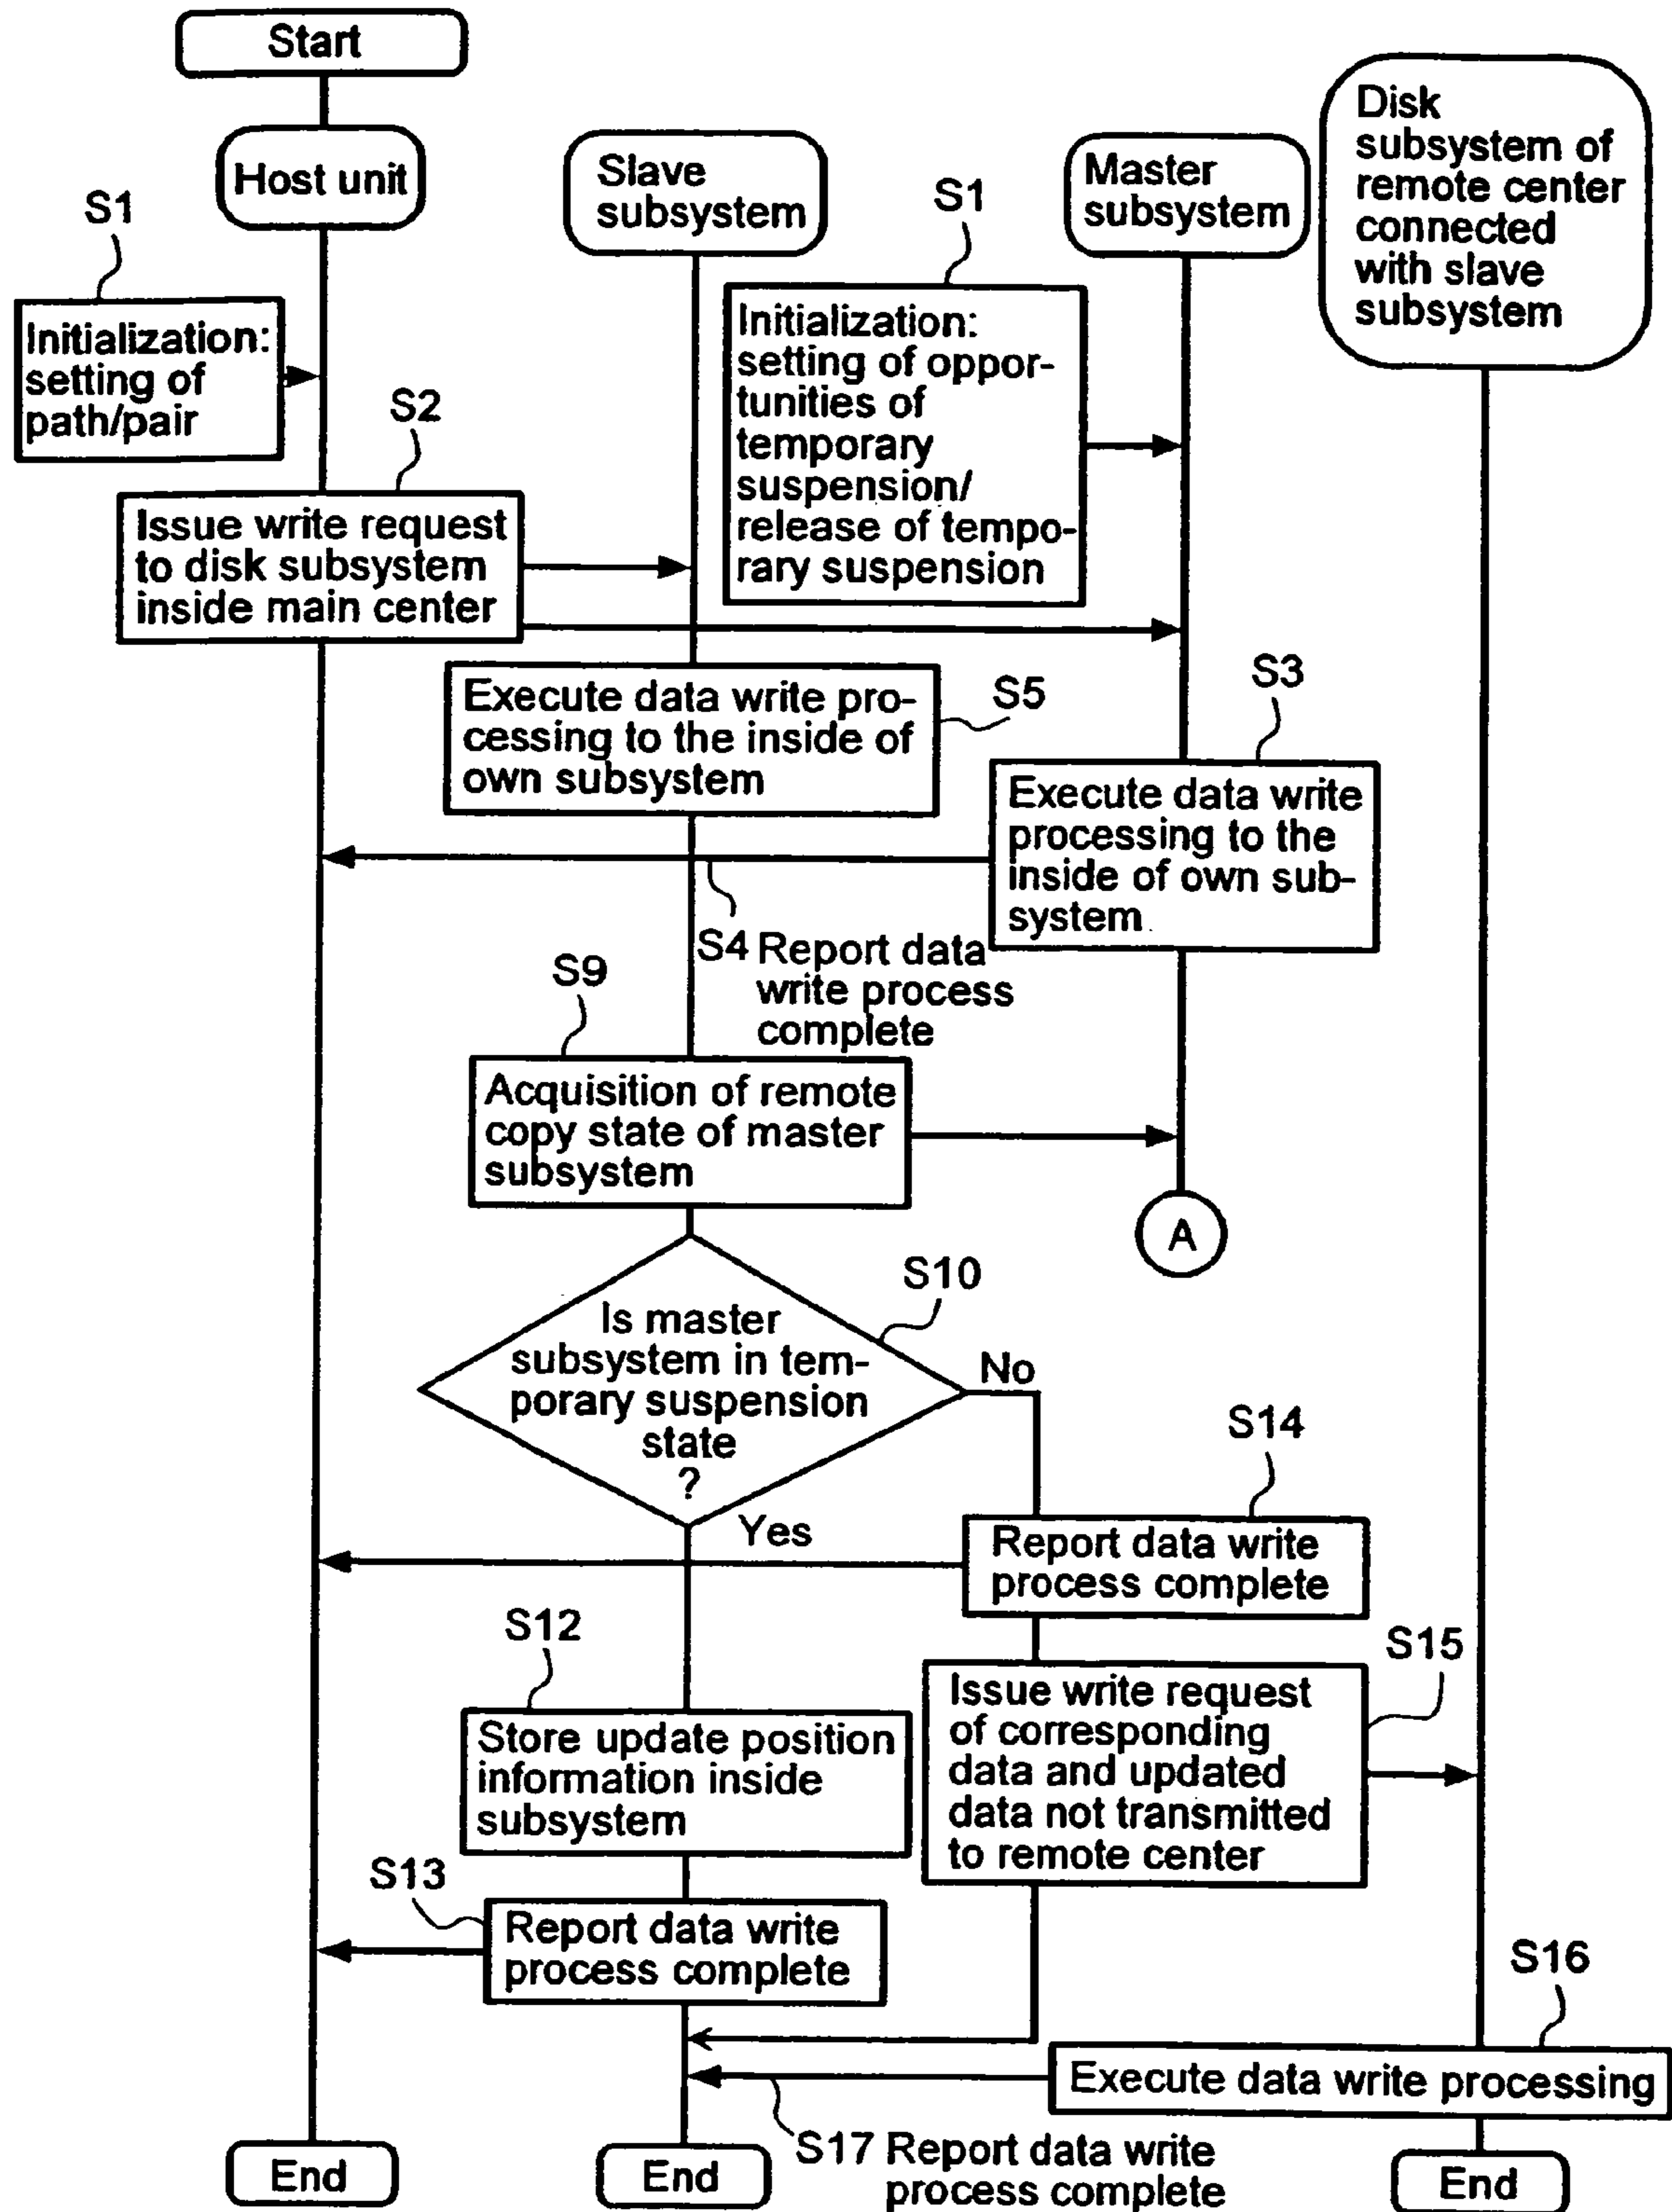 Start
Host unit
Slave
subsystem
Master
subsystem
Disk
subsystem of
remote center
connected
with slave
subsystem
S1
Initialization:
setting of
path/pair
S1
Initialization:
setting of oppor-
tunities of
temporary
suspension/
release of tempo-
rary suspension
S2
Issue write request
to disk subsystem
inside main center
S5
Execute data write pro-
cessing to the inside of
own subsystem
S3
Execute data write
processing to the
inside of own sub-
system
S4 Report data
write process
complete
S9
Acquisition of remote
copy state of master
subsystem
A
S10
Is master
subsystem in tem-
porary suspension
state
?
No
Yes
S14
Report data write
process complete
S12
Store update position
information inside
subsystem
S15
Issue write request
of corresponding
data and updated
data not transmitted
to remote center
S13
Report data write
process complete
S16
Execute data write processing
S17 Report data write
process complete
End
End
End